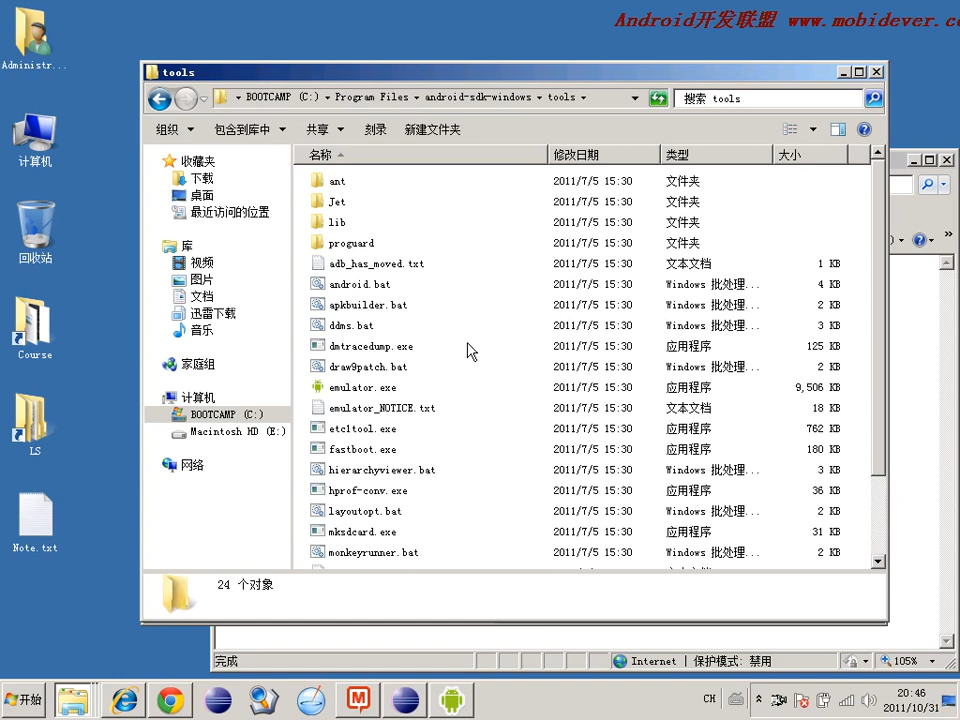 Android开发联盟 www.mobidever.c
Administr...
计算机
回收站
Course
LS
Note.txt
tools
BOOTCAMP (C:) Program Files android-sdk-windows tools
搜索 tools
组织 包含到库中 共享 刻录 新建文件夹
收藏夹
下载
桌面
最近访问的位置
库
视频
图片
文档
迅雷下载
音乐
家庭组
计算机
BOOTCAMP (C:)
Macintosh HD (E:)
网络
名称 修改日期 类型 大小
ant 2011/7/5 15:30 文件夹
Jet 2011/7/5 15:30 文件夹
lib 2011/7/5 15:30 文件夹
proguard 2011/7/5 15:30 文件夹
adb_has_moved.txt 2011/7/5 15:30 文本文档 1 KB
android.bat 2011/7/5 15:30 Windows 批处理... 4 KB
apkbuilder.bat 2011/7/5 15:30 Windows 批处理... 2 KB
ddms.bat 2011/7/5 15:30 Windows 批处理... 3 KB
dmtracedump.exe 2011/7/5 15:30 应用程序 125 KB
draw9patch.bat 2011/7/5 15:30 Windows 批处理... 2 KB
emulator.exe 2011/7/5 15:30 应用程序 9,506 KB
emulator_NOTICE.txt 2011/7/5 15:30 文本文档 18 KB
etc1tool.exe 2011/7/5 15:30 应用程序 762 KB
fastboot.exe 2011/7/5 15:30 应用程序 180 KB
hierarchyviewer.bat 2011/7/5 15:30 Windows 批处理... 3 KB
hprof-conv.exe 2011/7/5 15:30 应用程序 36 KB
layoutopt.bat 2011/7/5 15:30 Windows 批处理... 2 KB
mksdcard.exe 2011/7/5 15:30 应用程序 31 KB
monkeyrunner.bat 2011/7/5 15:30 Windows 批处理... 2 KB
24 个对象
完成 Internet | 保护模式: 禁用 105%
开始
CH
20:46
2011/10/31